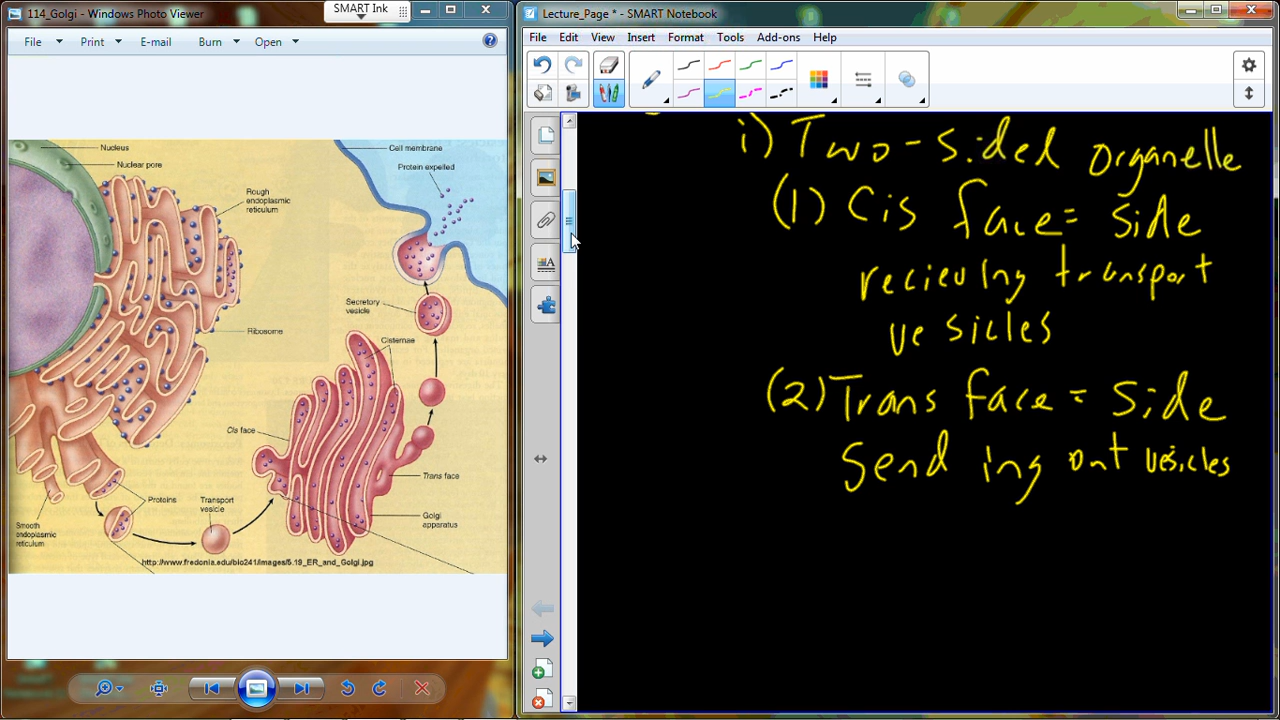 114_Golgi - Windows Photo Viewer
SMART Ink
File Print E-mail Burn Open
Nucleus
Nuclear pore
Rough
endoplasmic
reticulum
Ribosome
Cell membrane
Protein expelled
Secretory
vesicle
Cisternae
Cis face
Trans face
Golgi
apparatus
Proteins
Transport
vesicle
Smooth
endoplasmic
reticulum
http://www.fredonia.edu/bio241/images/5.19_ER_and_Golgi.jpg
Lecture_Page * - SMART Notebook
File Edit View Insert Format Tools Add-ons Help
i) Two-sided organelle
(1) Cis face = side
recieving transport
vesicles
(2) Trans face = side
sending out vesicles